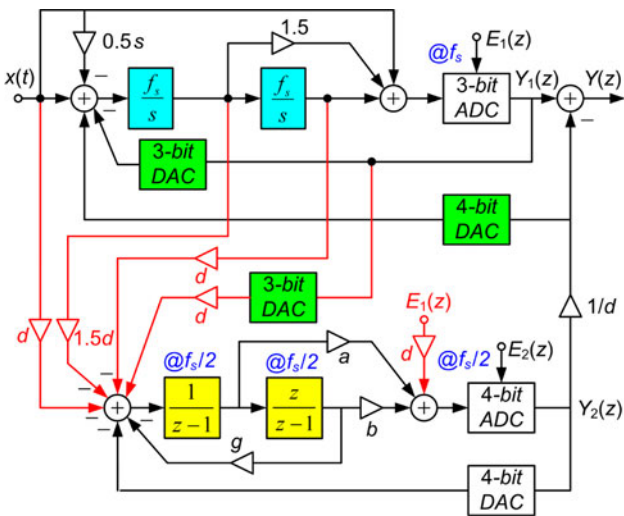 1.5
0.5s
E₁(z)
@fₛ
x(t)
fₛ/s
fₛ/s
3-bit ADC
Y₁(z)
Y(z)
3-bit DAC
4-bit DAC
d
3-bit DAC
d
E₁(z)
1/d
d
1.5d
@fₛ/2
@fₛ/2
a
d
@fₛ/2
E₂(z)
1/(z−1)
z/(z−1)
b
4-bit ADC
Y₂(z)
g
4-bit DAC